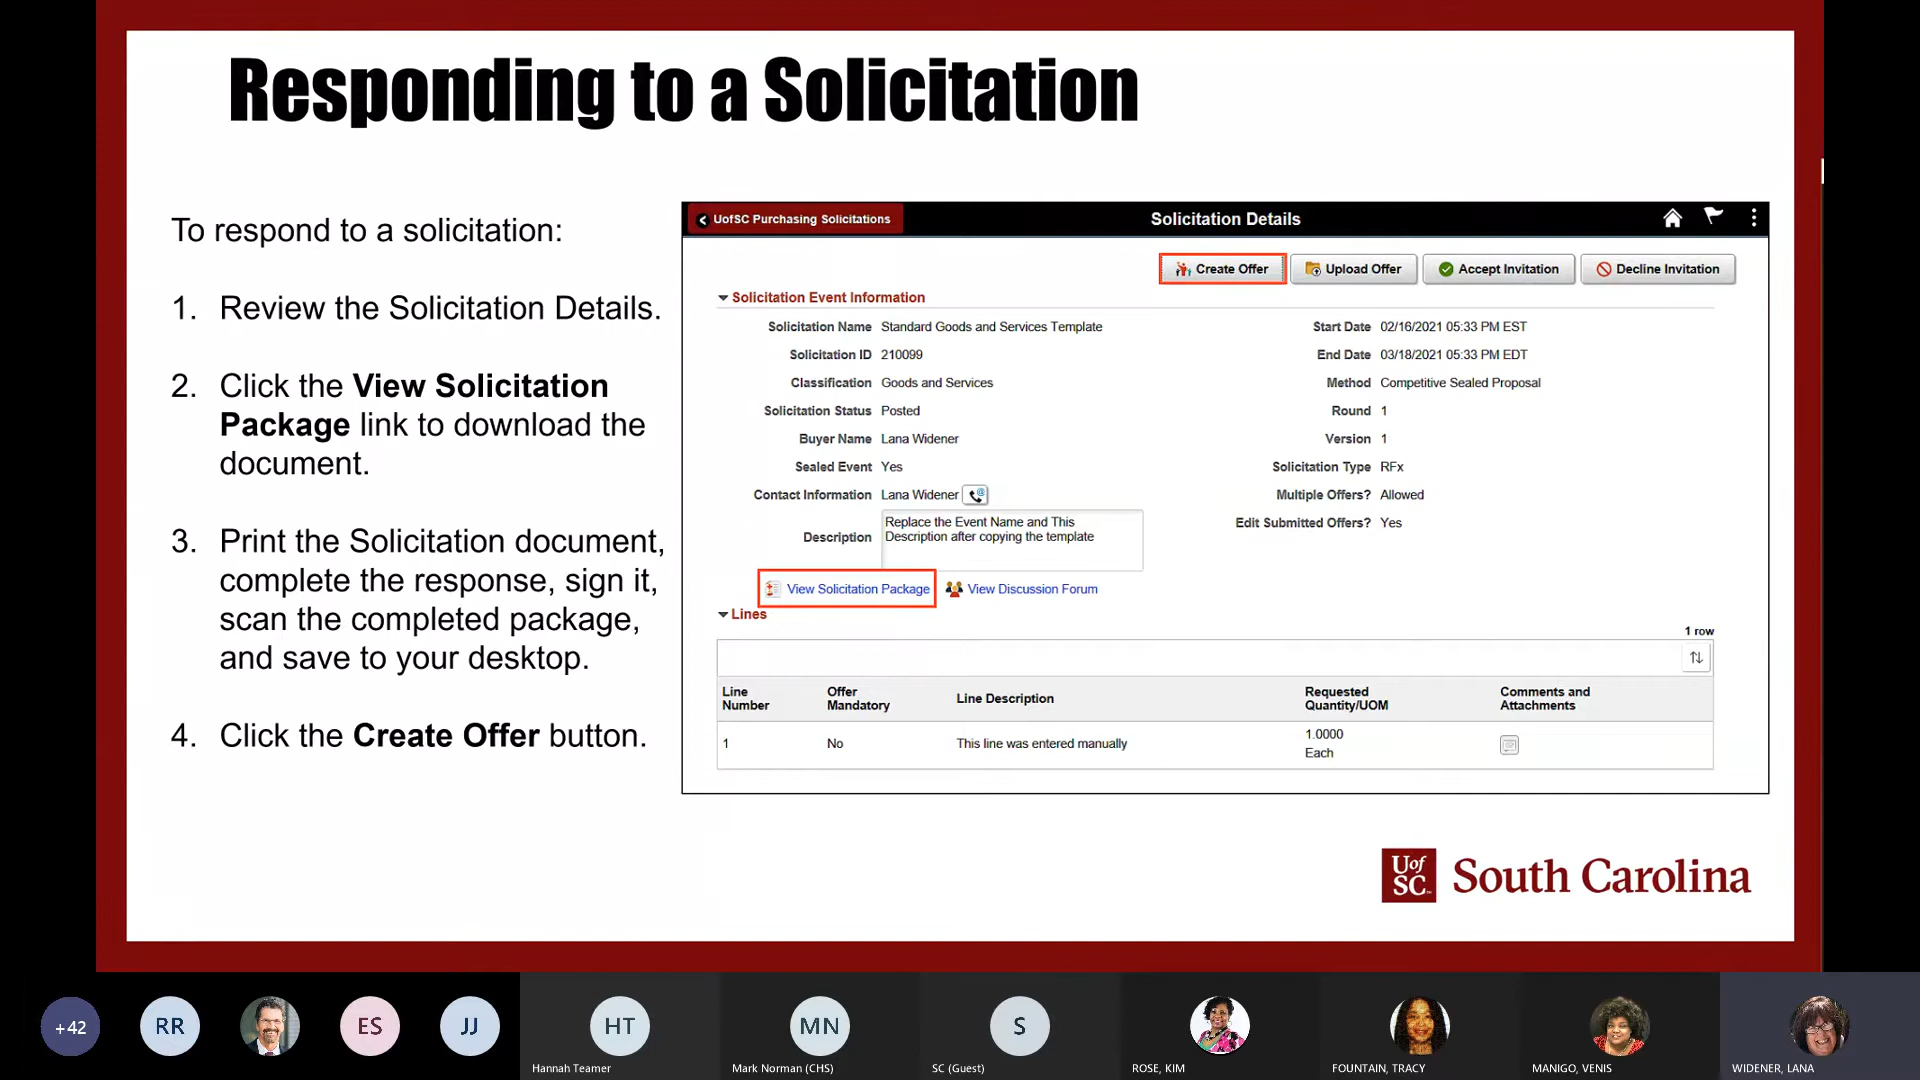 Responding to a Solicitation
To respond to a solicitation:
1. Review the Solicitation Details.
2. Click the View Solicitation
Package link to download the
document.
3. Print the Solicitation document,
complete the response, sign it,
scan the completed package,
and save to your desktop.
4. Click the Create Offer button.
UofSC Purchasing Solicitations
Solicitation Details
Create Offer
Upload Offer
Accept Invitation
Decline Invitation
Solicitation Event Information
Solicitation Name Standard Goods and Services Template
Start Date 02/16/2021 05:33 PM EST
Solicitation ID 210099
End Date 03/18/2021 05:33 PM EDT
Classification Goods and Services
Method Competitive Sealed Proposal
Solicitation Status Posted
Round 1
Buyer Name Lana Widener
Version 1
Sealed Event Yes
Solicitation Type RFx
Contact Information Lana Widener
Multiple Offers? Allowed
Edit Submitted Offers? Yes
Description Replace the Event Name and This
Description after copying the template
View Solicitation Package
View Discussion Forum
Lines
1 row
Line
Number
Offer
Mandatory
Line Description
Requested
Quantity/UOM
Comments and
Attachments
1
No
This line was entered manually
1.0000
Each
UofSC
South Carolina
+42
RR
ES
JJ
HT
MN
S
Hannah Teamer
Mark Norman (CHS)
SC (Guest)
ROSE, KIM
FOUNTAIN, TRACY
MANIGO, VENIS
WIDENER, LANA